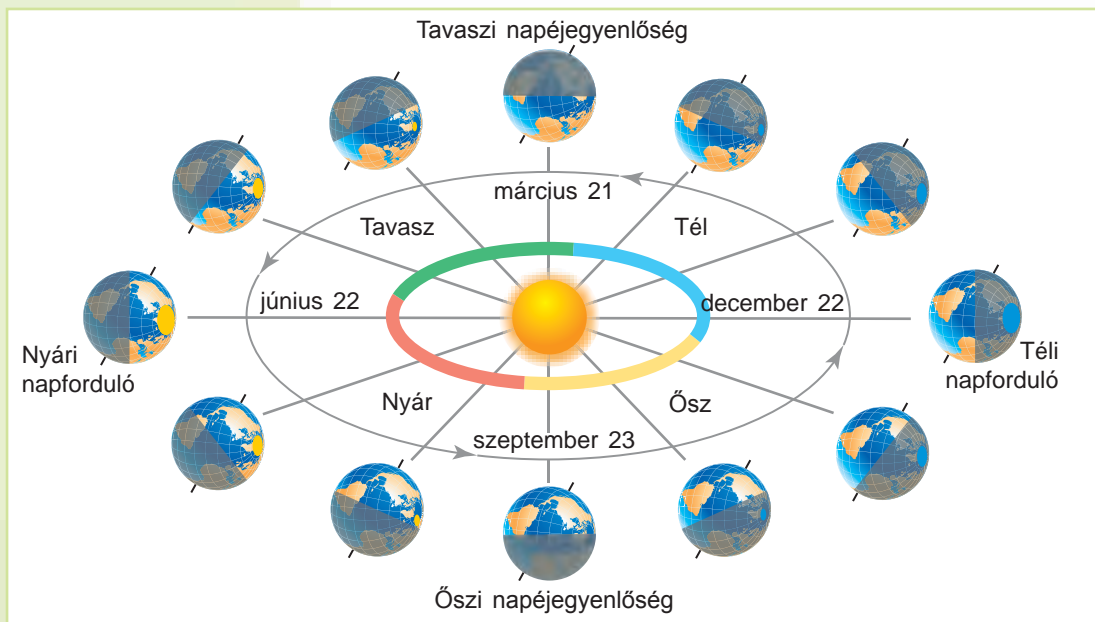 Tavaszi napéjegyenlőség
március 21
Tavasz
Tél
június 22
december 22
Nyári
napforduló
Téli
napforduló
Nyár
Ősz
szeptember 23
Őszi napéjegyenlőség